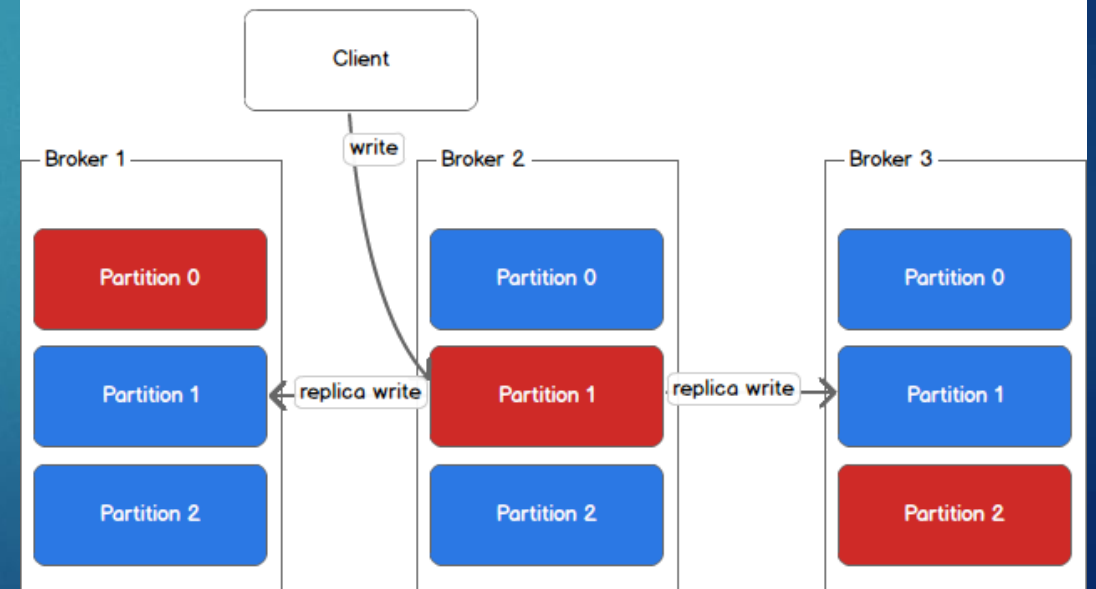 Client
write
Broker 1
Broker 2
Broker 3
Partition 0
Partition 0
Partition 0
Partition 1
replica write
Partition 1
replica write
Partition 1
Partition 2
Partition 2
Partition 2